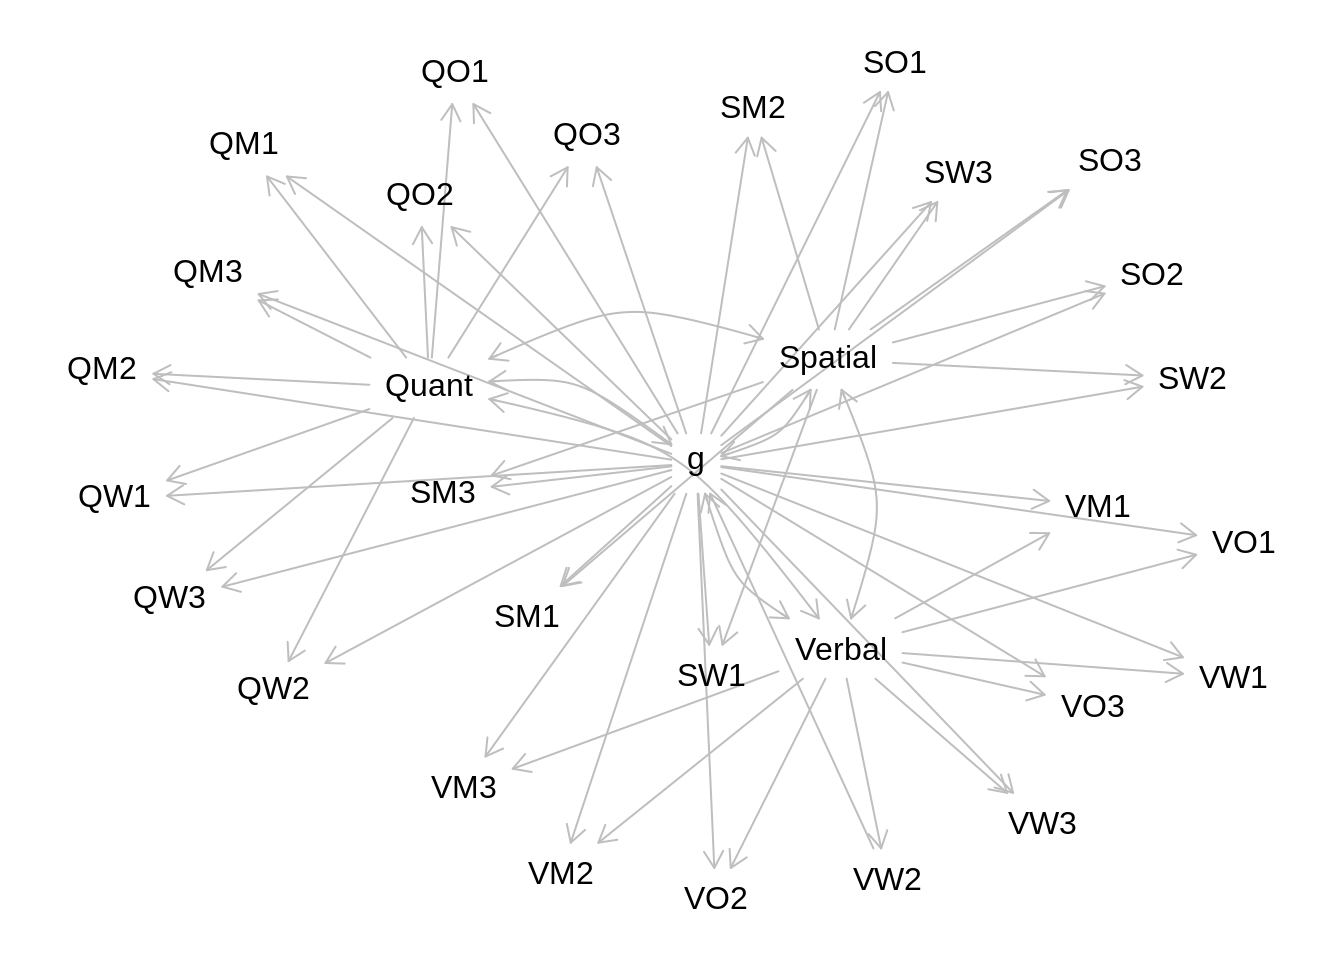 SO1
QO1
SM2
QO3
QM1
SO3
SW3
QO2
QM3
SO2
Spatial
QM2
SW2
Quant
g
SM3
QW1
VM1
VO1
QW3
SM1
Verbal
SW1
VW1
QW2
VO3
VM3
VW3
VM2
VW2
VO2